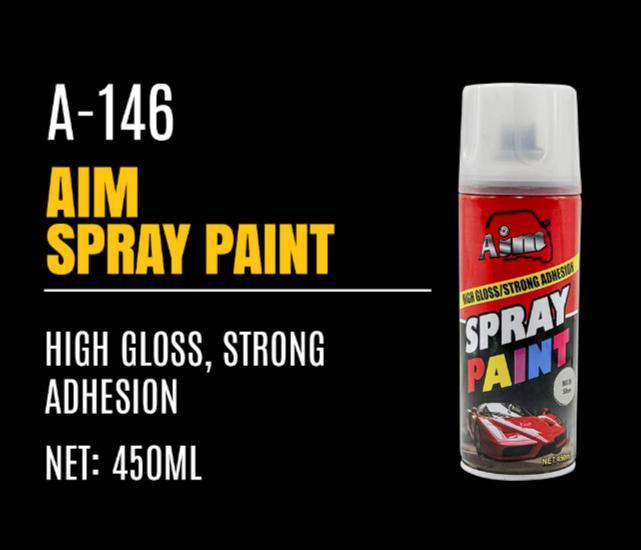 A-146
AIM
SPRAY PAINT
HIGH GLOSS, STRONG
ADHESION
NET: 450ML
Aim
HIGH GLOSS/STRONG ADHESION
SPRAY
PAINT